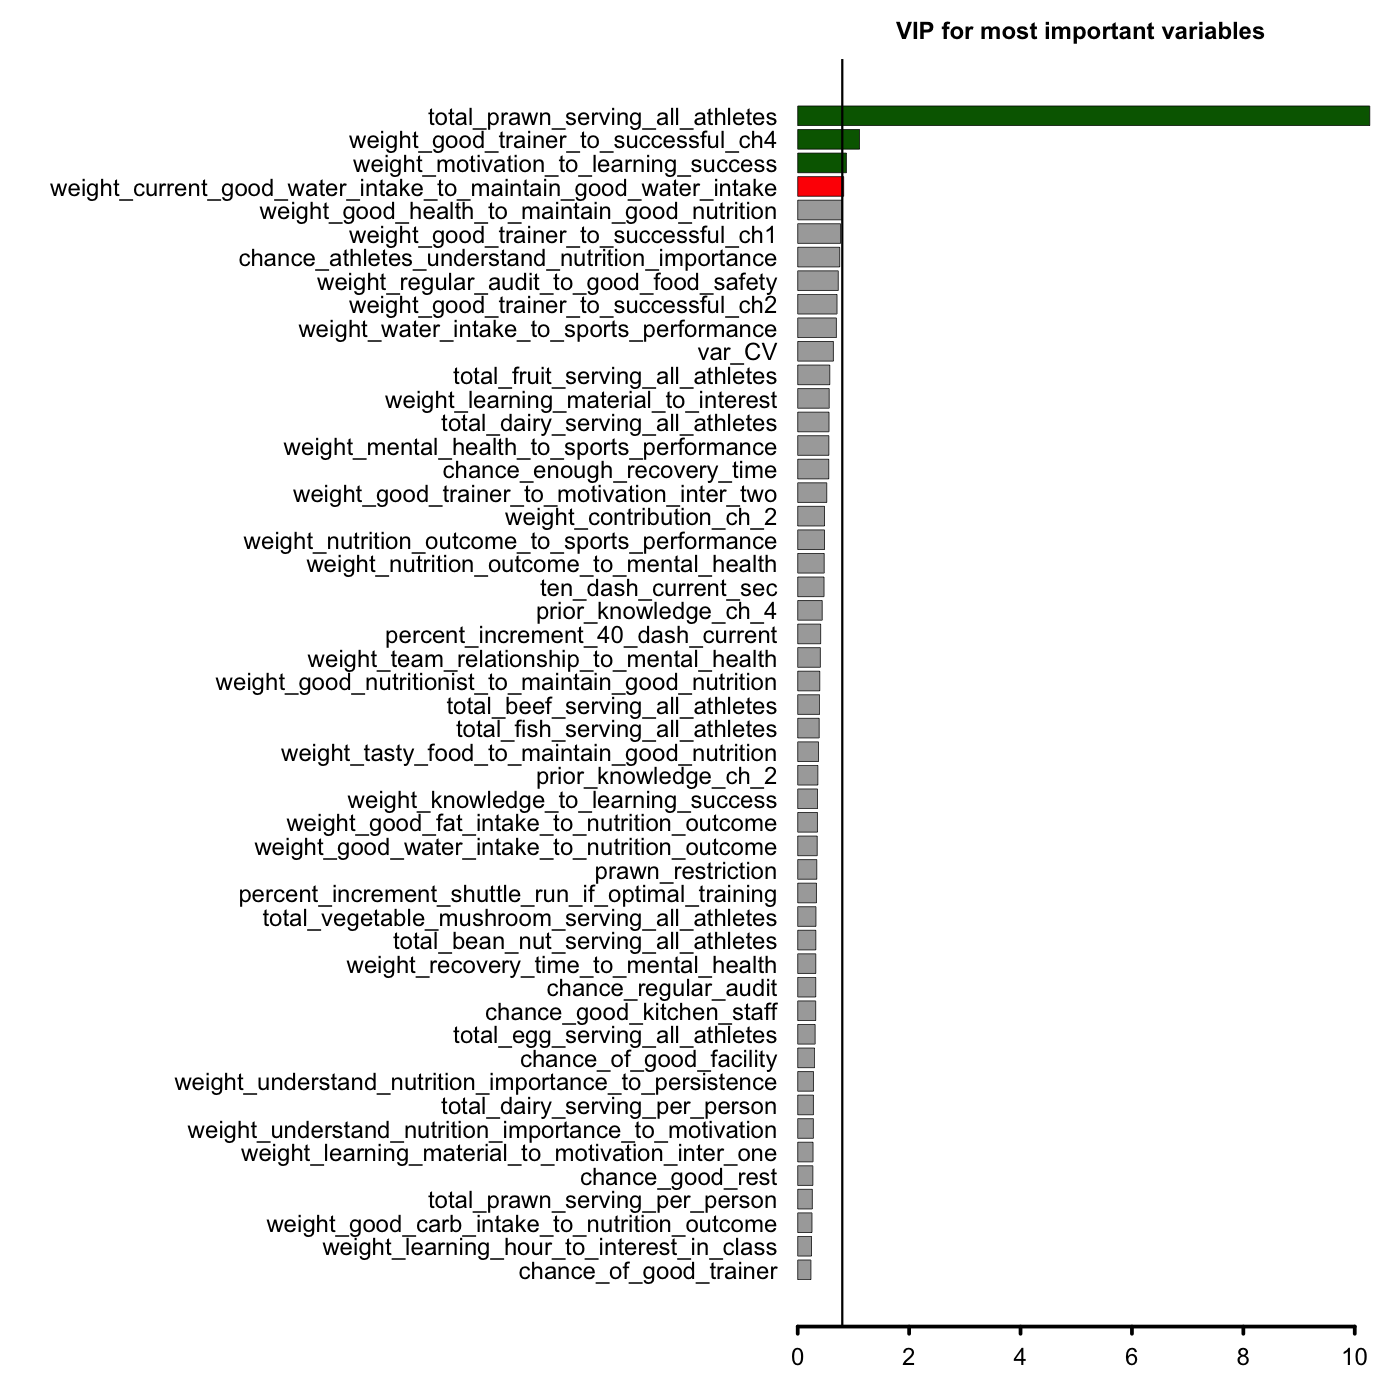 VIP for most important variables
total_prawn_serving_all_athletes
weight_good_trainer_to_successful_ch4
weight_motivation_to_learning_success
weight_current_good_water_intake_to_maintain_good_water_intake
weight_good_health_to_maintain_good_nutrition
weight_good_trainer_to_successful_ch1
chance_athletes_understand_nutrition_importance
weight_regular_audit_to_good_food_safety
weight_good_trainer_to_successful_ch2
weight_water_intake_to_sports_performance
var_CV
total_fruit_serving_all_athletes
weight_learning_material_to_interest
total_dairy_serving_all_athletes
weight_mental_health_to_sports_performance
chance_enough_recovery_time
weight_good_trainer_to_motivation_inter_two
weight_contribution_ch_2
weight_nutrition_outcome_to_sports_performance
weight_nutrition_outcome_to_mental_health
ten_dash_current_sec
prior_knowledge_ch_4
percent_increment_40_dash_current
weight_team_relationship_to_mental_health
weight_good_nutritionist_to_maintain_good_nutrition
total_beef_serving_all_athletes
total_fish_serving_all_athletes
weight_tasty_food_to_maintain_good_nutrition
prior_knowledge_ch_2
weight_knowledge_to_learning_success
weight_good_fat_intake_to_nutrition_outcome
weight_good_water_intake_to_nutrition_outcome
prawn_restriction
percent_increment_shuttle_run_if_optimal_training
total_vegetable_mushroom_serving_all_athletes
total_bean_nut_serving_all_athletes
weight_recovery_time_to_mental_health
chance_regular_audit
chance_good_kitchen_staff
total_egg_serving_all_athletes
chance_of_good_facility
weight_understand_nutrition_importance_to_persistence
total_dairy_serving_per_person
weight_understand_nutrition_importance_to_motivation
weight_learning_material_to_motivation_inter_one
chance_good_rest
total_prawn_serving_per_person
weight_good_carb_intake_to_nutrition_outcome
weight_learning_hour_to_interest_in_class
chance_of_good_trainer
0 2 4 6 8 10